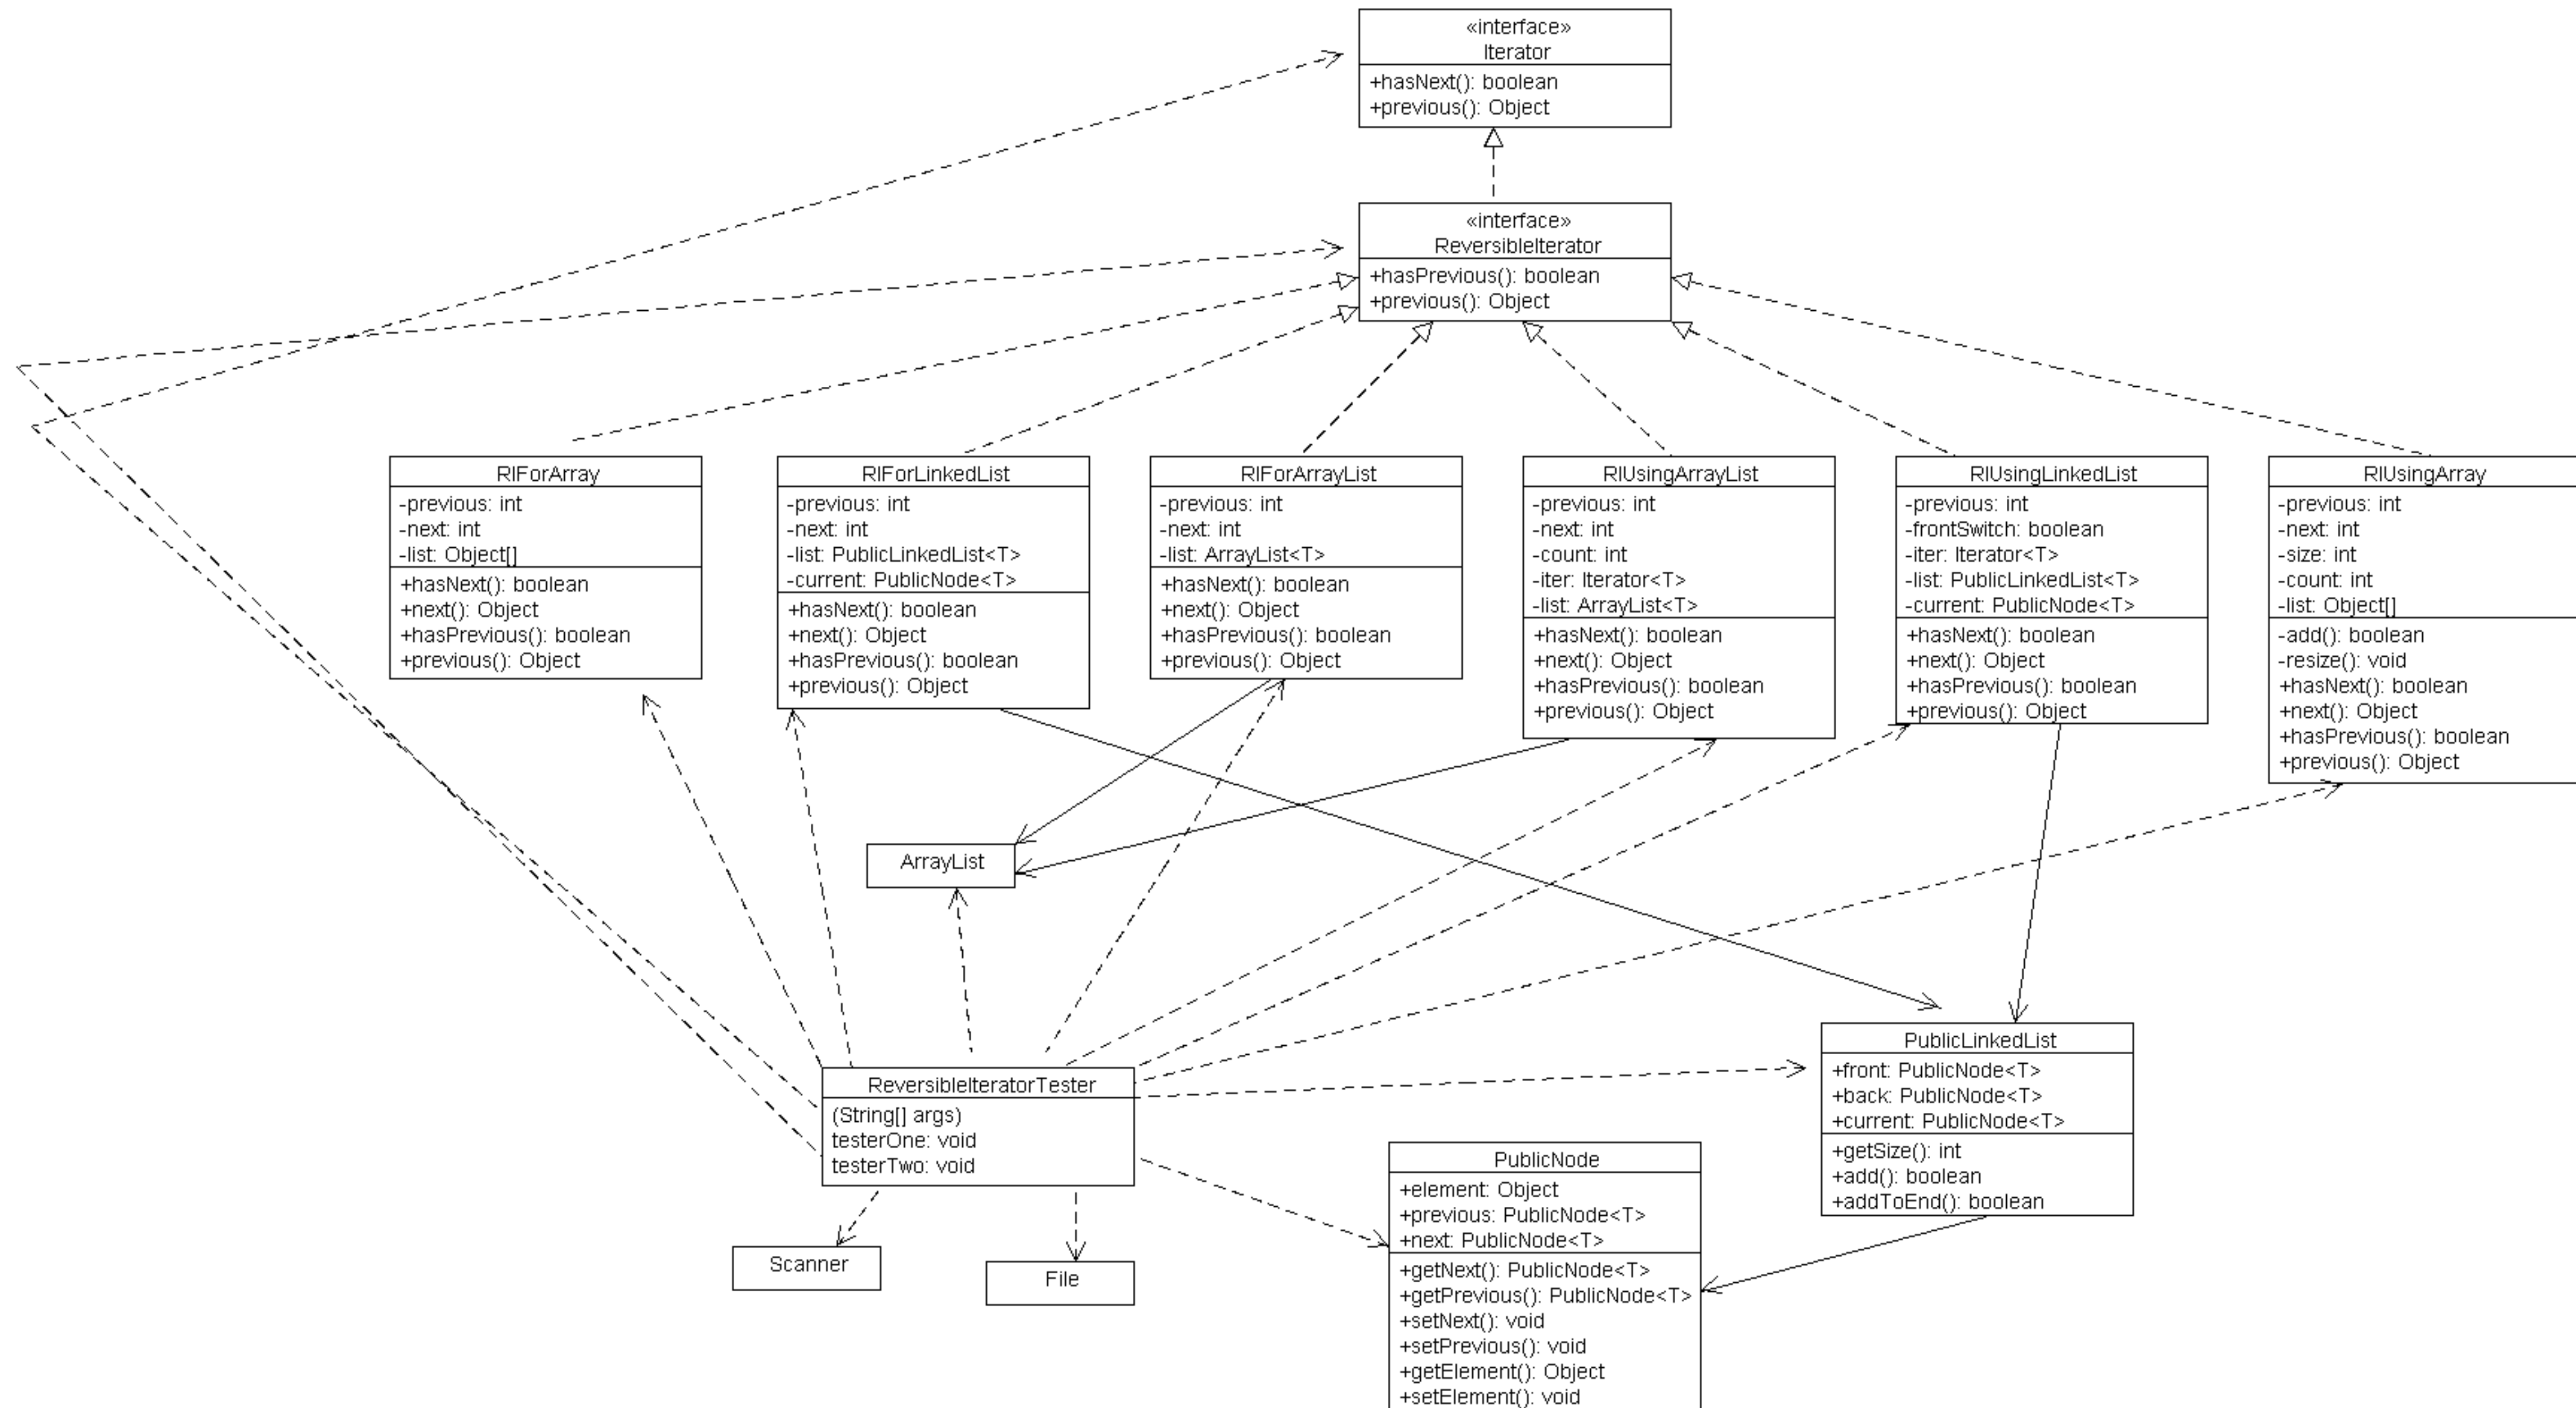 «interface»
Iterator
+hasNext(): boolean
+previous(): Object
«interface»
ReversibleIterator
+hasPrevious(): boolean
+previous(): Object
RIForArray
-previous: int
-next: int
-list: Object[]
+hasNext(): boolean
+next(): Object
+hasPrevious(): boolean
+previous(): Object
RIForLinkedList
-previous: int
-next: int
-list: PublicLinkedList<T>
-current: PublicNode<T>
+hasNext(): boolean
+next(): Object
+hasPrevious(): boolean
+previous(): Object
RIForArrayList
-previous: int
-next: int
-list: ArrayList<T>
+hasNext(): boolean
+next(): Object
+hasPrevious(): boolean
+previous(): Object
RIUsingArrayList
-previous: int
-next: int
-count: int
-iter: Iterator<T>
-list: ArrayList<T>
+hasNext(): boolean
+next(): Object
+hasPrevious(): boolean
+previous(): Object
RIUsingLinkedList
-previous: int
-frontSwitch: boolean
-iter: Iterator<T>
-list: PublicLinkedList<T>
-current: PublicNode<T>
+hasNext(): boolean
+next(): Object
+hasPrevious(): boolean
+previous(): Object
RIUsingArray
-previous: int
-next: int
-size: int
-count: int
-list: Object[]
-add(): boolean
-resize(): void
+hasNext(): boolean
+next(): Object
+hasPrevious(): boolean
+previous(): Object
ArrayList
ReversibleIteratorTester
(String[] args)
testerOne: void
testerTwo: void
Scanner
File
PublicLinkedList
+front: PublicNode<T>
+back: PublicNode<T>
+current: PublicNode<T>
+getSize(): int
+add(): boolean
+addToEnd(): boolean
PublicNode
+element: Object
+previous: PublicNode<T>
+next: PublicNode<T>
+getNext(): PublicNode<T>
+getPrevious(): PublicNode<T>
+setNext(): void
+setPrevious(): void
+getElement(): Object
+setElement(): void